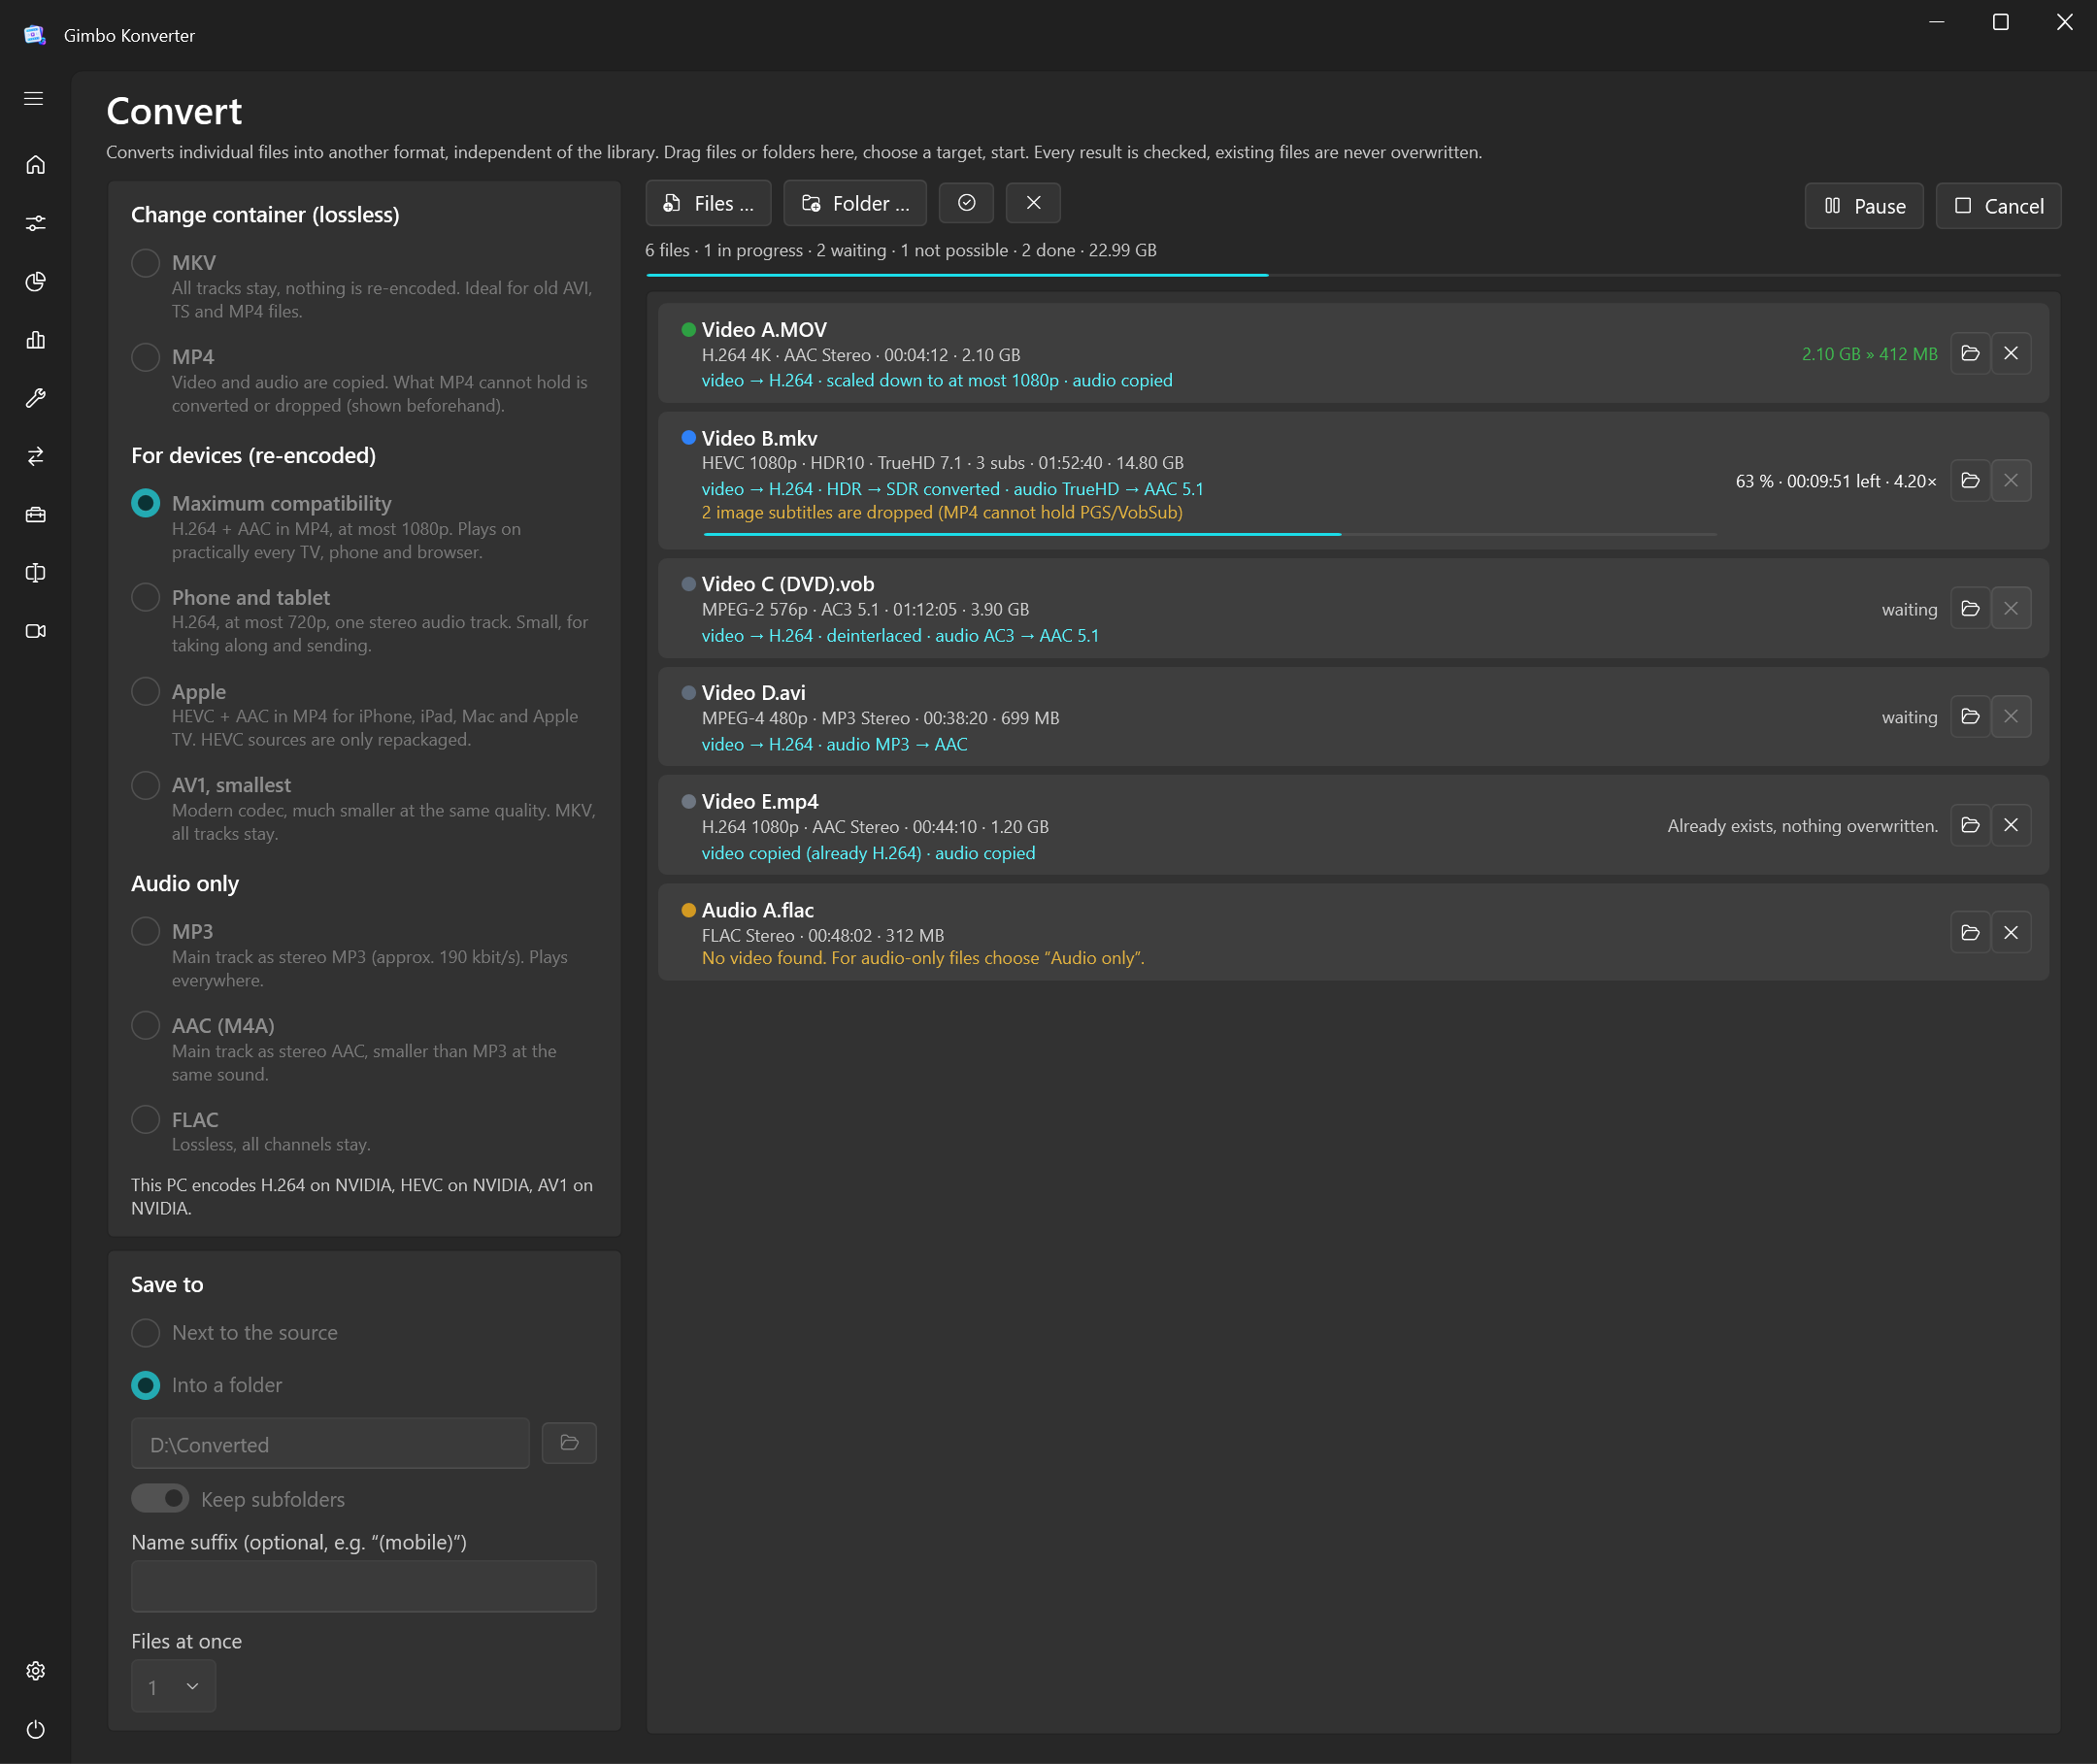 Gimbo Konverter
Convert
Converts individual files into another format, independent of the library. Drag files or folders here, choose a target, start. Every result is checked, existing files are never overwritten.
Change container (lossless)
MKV
All tracks stay, nothing is re-encoded. Ideal for old AVI,
TS and MP4 files.
MP4
Video and audio are copied. What MP4 cannot hold is
converted or dropped (shown beforehand).
For devices (re-encoded)
Maximum compatibility
H.264 + AAC in MP4, at most 1080p. Plays on
practically every TV, phone and browser.
Phone and tablet
H.264, at most 720p, one stereo audio track. Small, for
taking along and sending.
Apple
HEVC + AAC in MP4 for iPhone, iPad, Mac and Apple
TV. HEVC sources are only repackaged.
AV1, smallest
Modern codec, much smaller at the same quality. MKV,
all tracks stay.
Audio only
MP3
Main track as stereo MP3 (approx. 190 kbit/s). Plays
everywhere.
AAC (M4A)
Main track as stereo AAC, smaller than MP3 at the
same sound.
FLAC
Lossless, all channels stay.
This PC encodes H.264 on NVIDIA, HEVC on NVIDIA, AV1 on
NVIDIA.
Save to
Next to the source
Into a folder
D:\Converted
Keep subfolders
Name suffix (optional, e.g. “(mobile)”)
Files at once
1
Files ...
Folder ...
Pause
Cancel
6 files · 1 in progress · 2 waiting · 1 not possible · 2 done · 22.99 GB
Video A.MOV
H.264 4K · AAC Stereo · 00:04:12 · 2.10 GB
video → H.264 · scaled down to at most 1080p · audio copied
2.10 GB » 412 MB
Video B.mkv
HEVC 1080p · HDR10 · TrueHD 7.1 · 3 subs · 01:52:40 · 14.80 GB
video → H.264 · HDR → SDR converted · audio TrueHD → AAC 5.1
2 image subtitles are dropped (MP4 cannot hold PGS/VobSub)
63 % · 00:09:51 left · 4.20×
Video C (DVD).vob
MPEG-2 576p · AC3 5.1 · 01:12:05 · 3.90 GB
video → H.264 · deinterlaced · audio AC3 → AAC 5.1
waiting
Video D.avi
MPEG-4 480p · MP3 Stereo · 00:38:20 · 699 MB
video → H.264 · audio MP3 → AAC
waiting
Video E.mp4
H.264 1080p · AAC Stereo · 00:44:10 · 1.20 GB
video copied (already H.264) · audio copied
Already exists, nothing overwritten.
Audio A.flac
FLAC Stereo · 00:48:02 · 312 MB
No video found. For audio-only files choose “Audio only”.